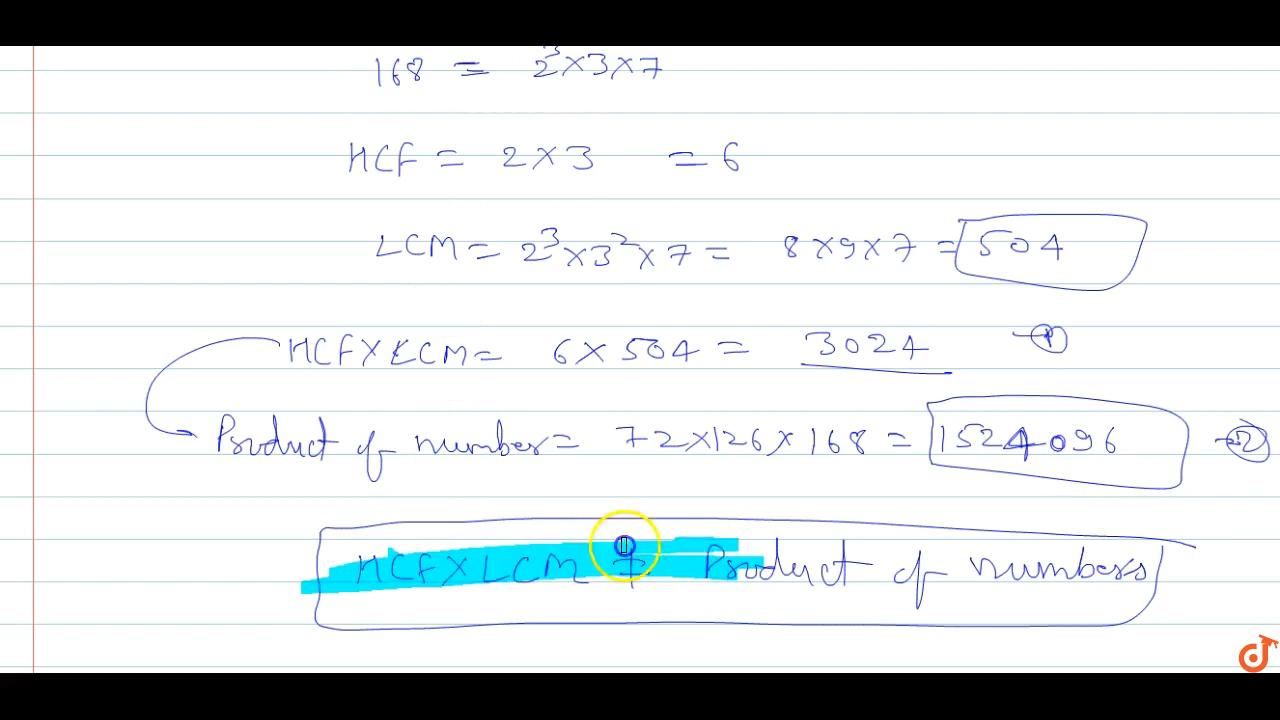 168 = 2³×3×7
HCF = 2×3 = 6
LCM = 2³×3²×7 = 8×9×7 = 504
HCF×LCM = 6×504 = 3024 →①
Product of number = 72×126×168 = 1524096 →②
HCF×LCM ≠ Product of numbers